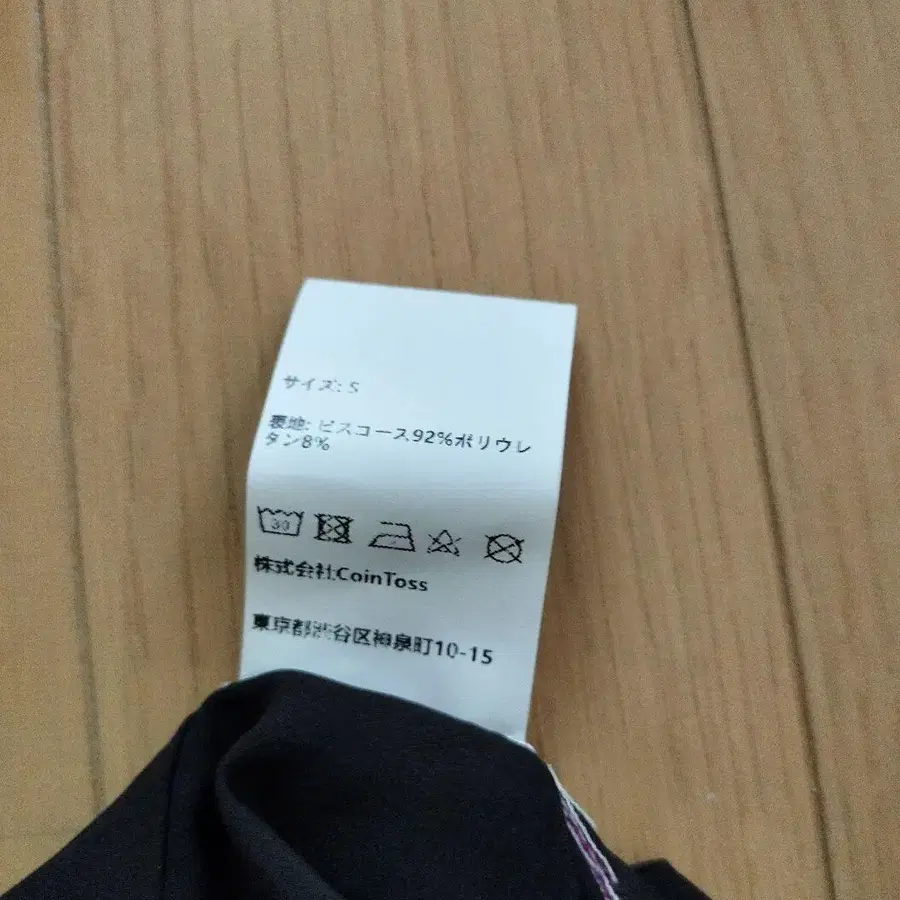 サイズ: S
裏地: ビスコース92%ポリウレ
タン8%
30
株式会社CoinToss
東京都渋谷区神泉町10-15